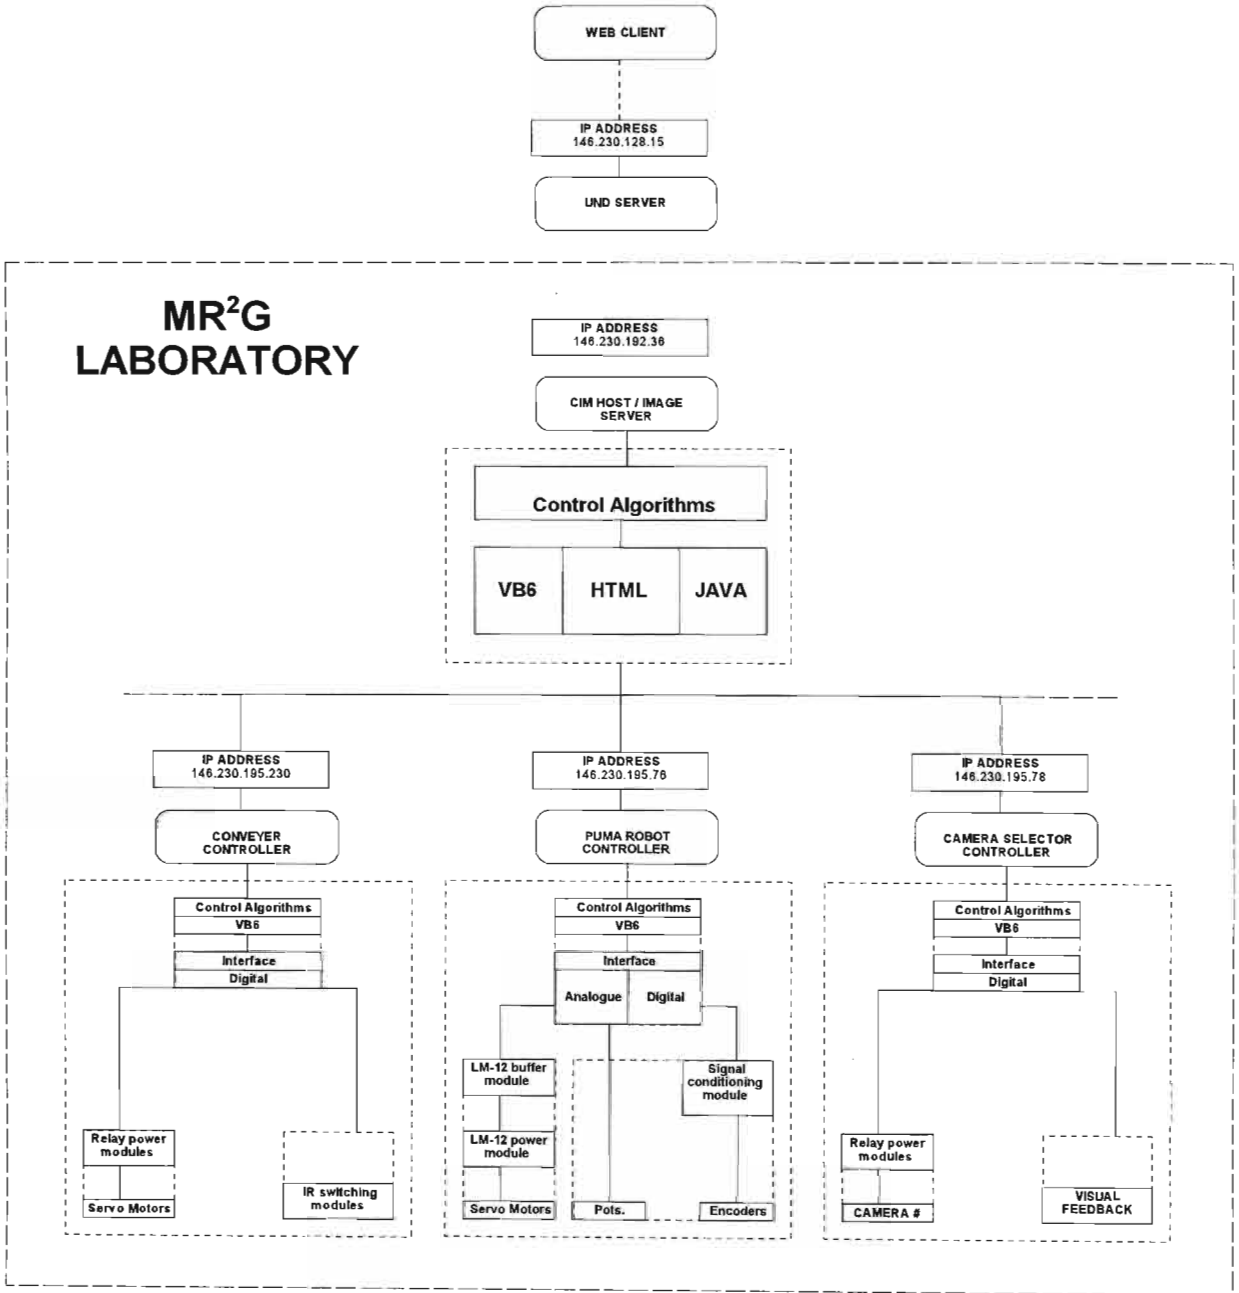 WEB CLIENT
IP ADDRESS
146.230.128.15
UND SERVER
MR²G
LABORATORY
IP ADDRESS
146.230.192.36
CIM HOST / IMAGE
SERVER
Control Algorithms
VB6
HTML
JAVA
IP ADDRESS
146.230.195.230
CONVEYER
CONTROLLER
Control Algorithms
VB6
Interface
Digital
Relay power
modules
Servo Motors
IR switching
modules
IP ADDRESS
146.230.195.76
PUMA ROBOT
CONTROLLER
Control Algorithms
VB6
Interface
Analogue
Digital
LM-12 buffer
module
LM-12 power
module
Servo Motors
Pots.
Signal
conditioning
module
Encoders
IP ADDRESS
146.230.195.78
CAMERA SELECTOR
CONTROLLER
Control Algorithms
VB6
Interface
Digital
Relay power
modules
CAMERA #
VISUAL
FEEDBACK